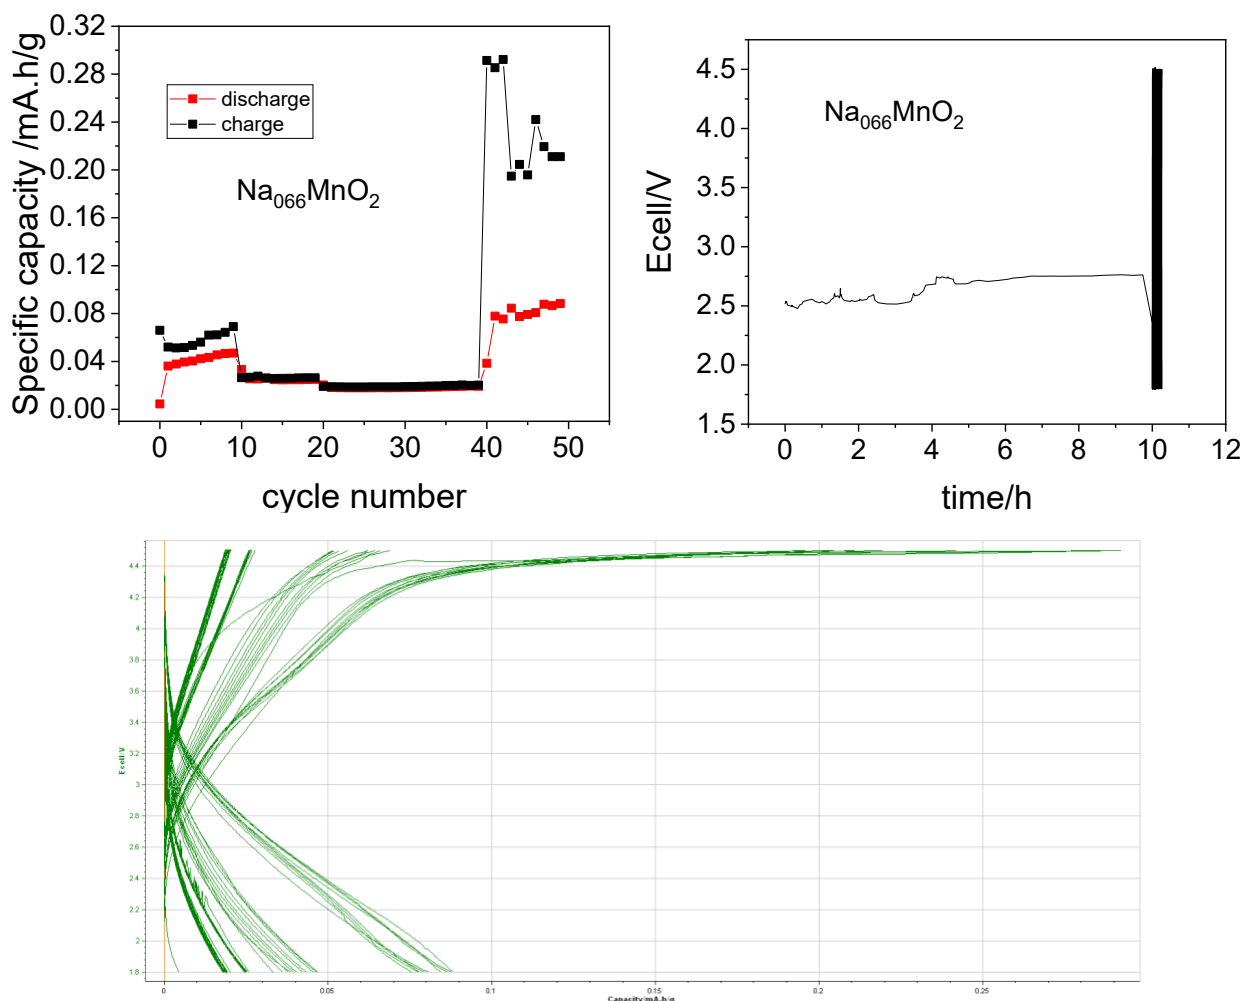 0.32
0.28
0.24
0.20
0.16
0.12
0.08
0.04
0.00
Specific capacity /mA.h/g
discharge
charge
Na₀₆₆MnO₂
0 10 20 30 40 50
cycle number
4.5
4.0
3.5
3.0
2.5
2.0
1.5
Ecell/V
Na₀₆₆MnO₂
0 2 4 6 8 10 12
time/h
4.4
4.2
4
3.8
3.6
3.4
3.2
3
2.8
2.6
2.4
2.2
2
1.8
Ecell/V
0 0.05 0.1 0.15 0.2 0.25
Capacity/mA.h/g